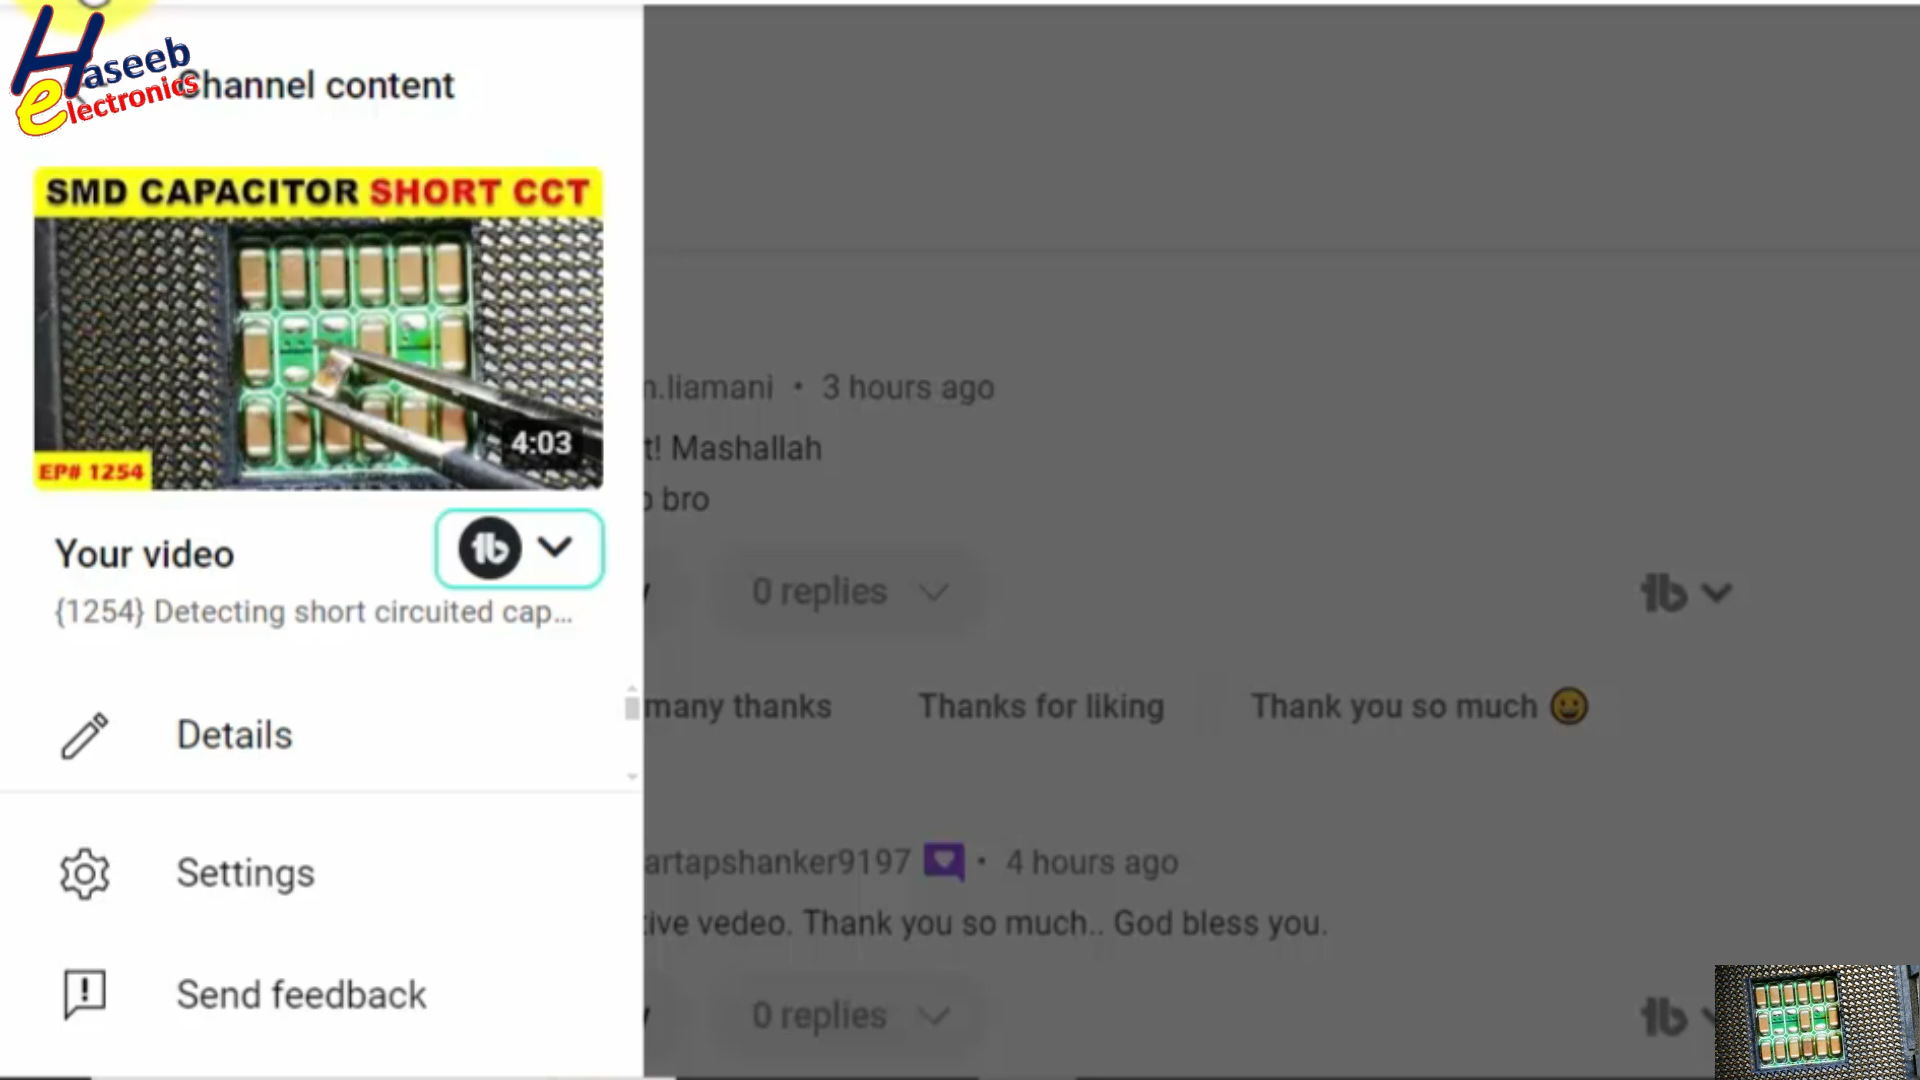 Haseeb
electronics
Channel content
SMD CAPACITOR SHORT CCT
4:03
EP# 1254
Your video
{1254} Detecting short circuited cap...
Details
Settings
Send feedback
.liamani • 3 hours ago
! Mashallah
bro
0 replies
many thanks
Thanks for liking
Thank you so much 😀
artapshanker9197 • 4 hours ago
tive vedeo. Thank you so much.. God bless you.
0 replies